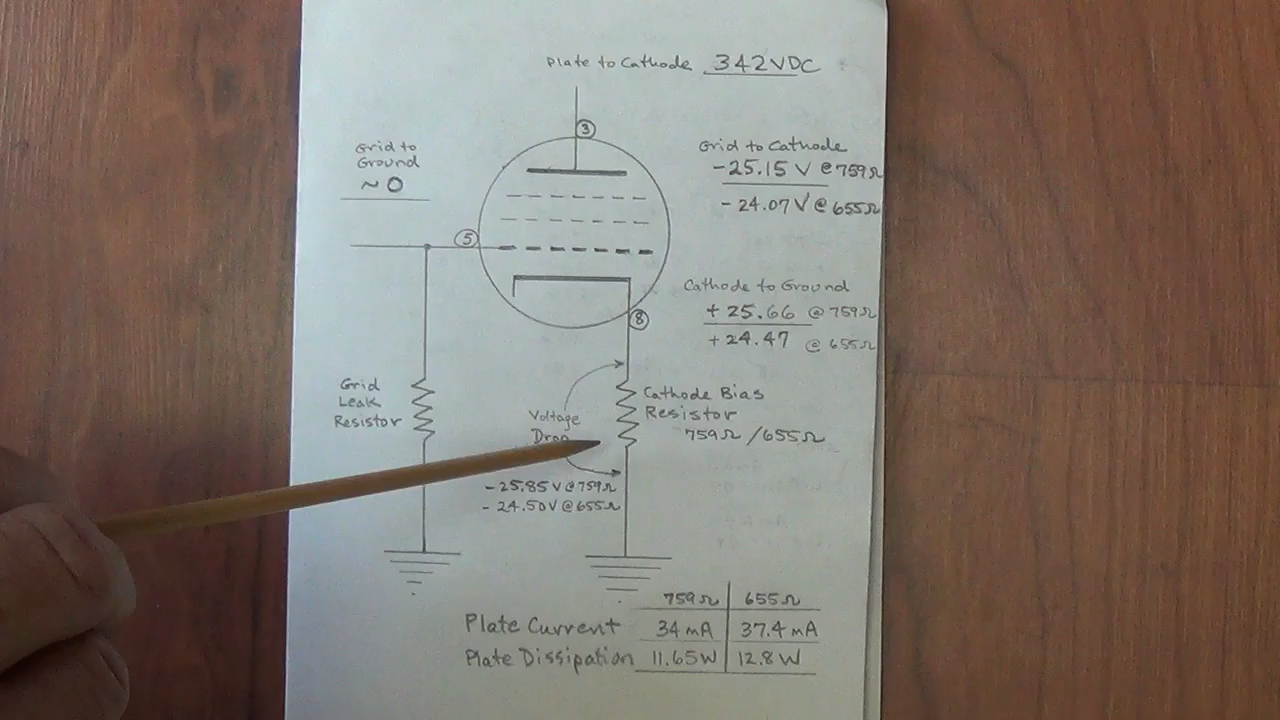 Plate to Cathode 342VDC
3
Grid to
Ground
~ 0
Grid to Cathode
-25.15 V @ 759Ω
- 24.07V @ 655Ω
5
Cathode to Ground
+ 25.66 @ 759Ω
+ 24.47 @ 655Ω
8
Grid
Leak
Resistor
Voltage
Drop
Cathode Bias
Resistor
759Ω / 655Ω
- 25.85 V @ 759Ω
- 24.50V @ 655Ω
759Ω 655Ω
Plate Current 34 mA 37.4 mA
Plate Dissipation 11.65W 12.8 W